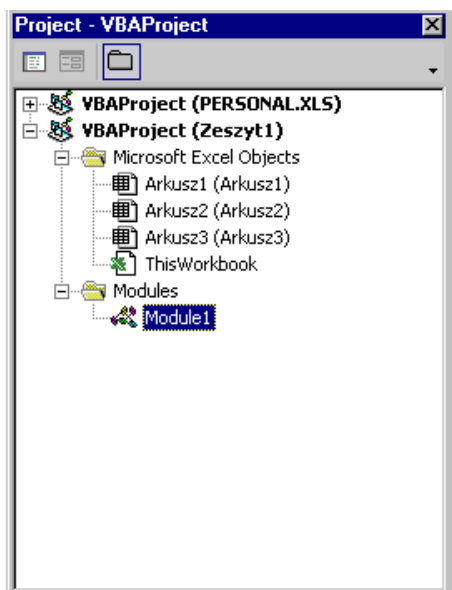 Project - VBAProject
VBAProject (PERSONAL.XLS)
VBAProject (Zeszyt1)
Microsoft Excel Objects
Arkusz1 (Arkusz1)
Arkusz2 (Arkusz2)
Arkusz3 (Arkusz3)
ThisWorkbook
Modules
Module1